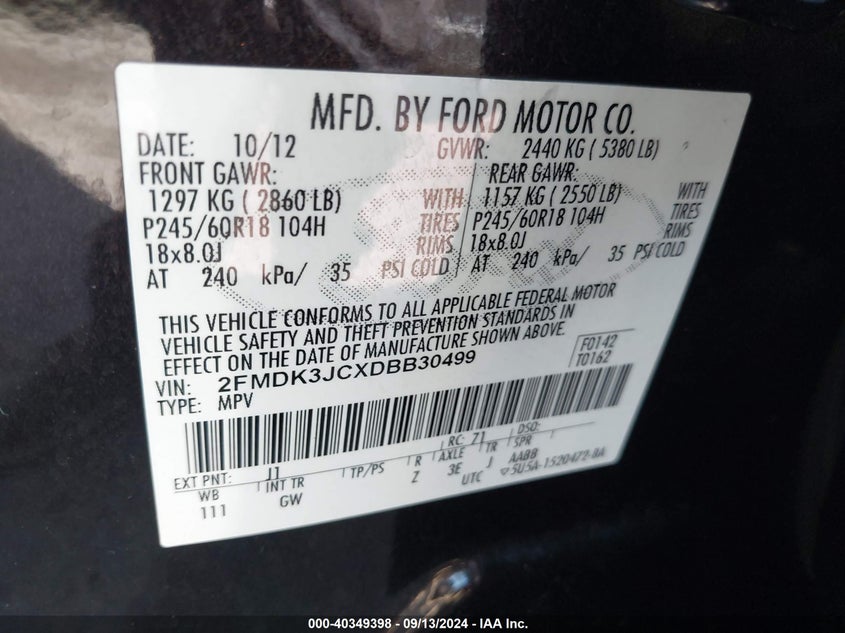 MFD. BY FORD MOTOR CO.
DATE: 10/12 GVWR: 2440 KG ( 5380 LB)
FRONT GAWR: REAR GAWR:
1297 KG ( 2860 LB) WITH 1157 KG ( 2550 LB) WITH
P245/60R18 104H TIRES P245/60R18 104H TIRES
18x8.0J RIMS 18x8.0J RIMS
AT 240 kPa/ 35 PSI COLD AT 240 kPa/ 35 PSI COLD
THIS VEHICLE CONFORMS TO ALL APPLICABLE FEDERAL MOTOR
VEHICLE SAFETY AND THEFT PREVENTION STANDARDS IN
EFFECT ON THE DATE OF MANUFACTURE SHOWN ABOVE.
F0142
T0162
VIN: 2FMDK3JCXDBB30499
TYPE: MPV
EXT PNT: J1 RC: Z1 DSO:
WB INT TR TP/PS R AXLE TR SPR AABB
111 GW Z 3E J
UTC 5U5A-1520472-BA
000-40349398 - 09/13/2024 - IAA Inc.